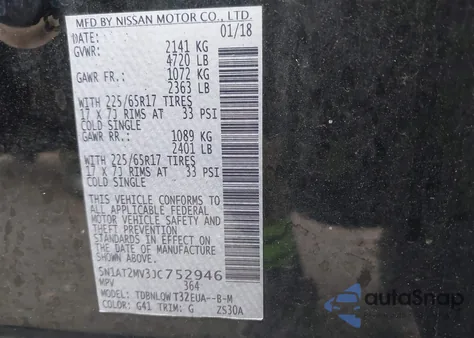 MFD BY NISSAN MOTOR CO., LTD.
DATE: 01/18
GVWR: 2141 KG
4720 LB
GAWR FR.: 1072 KG
2363 LB
WITH 225/65R17 TIRES
17 X 7J RIMS AT 33 PSI
COLD SINGLE
GAWR RR.: 1089 KG
2401 LB
WITH 225/65R17 TIRES
17 X 7J RIMS AT 33 PSI
COLD SINGLE
THIS VEHICLE CONFORMS TO
ALL APPLICABLE FEDERAL
MOTOR VEHICLE SAFETY
AND THEFT PREVENTION
STANDARDS IN EFFECT ON
THE DATE OF MANUFACTURE
SHOWN ABOVE.
5N1AT2MV3JC752946
MPV 364
MODEL: TDBNLQWT32EUA--B-M
COLOR: G41 TRIM: G ZS30A
autoSnap